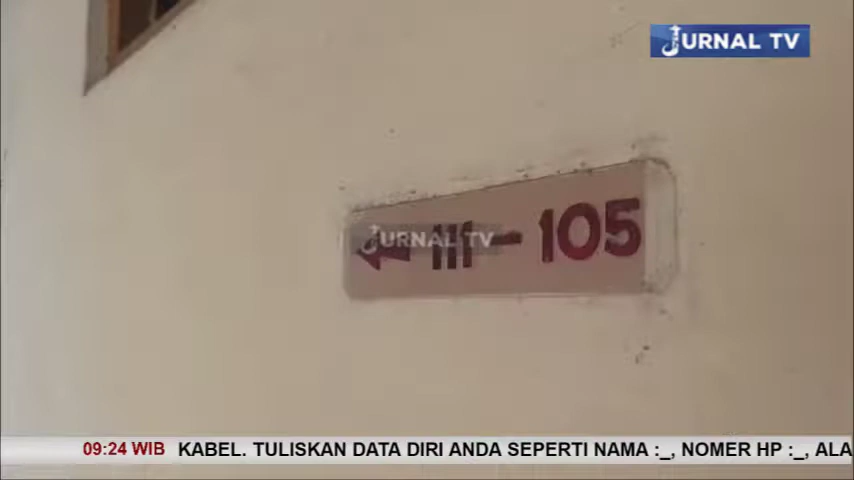 JURNAL TV
← 111-105
JURNAL TV
09:24 WIB KABEL. TULISKAN DATA DIRI ANDA SEPERTI NAMA :_, NOMER HP :_, ALA